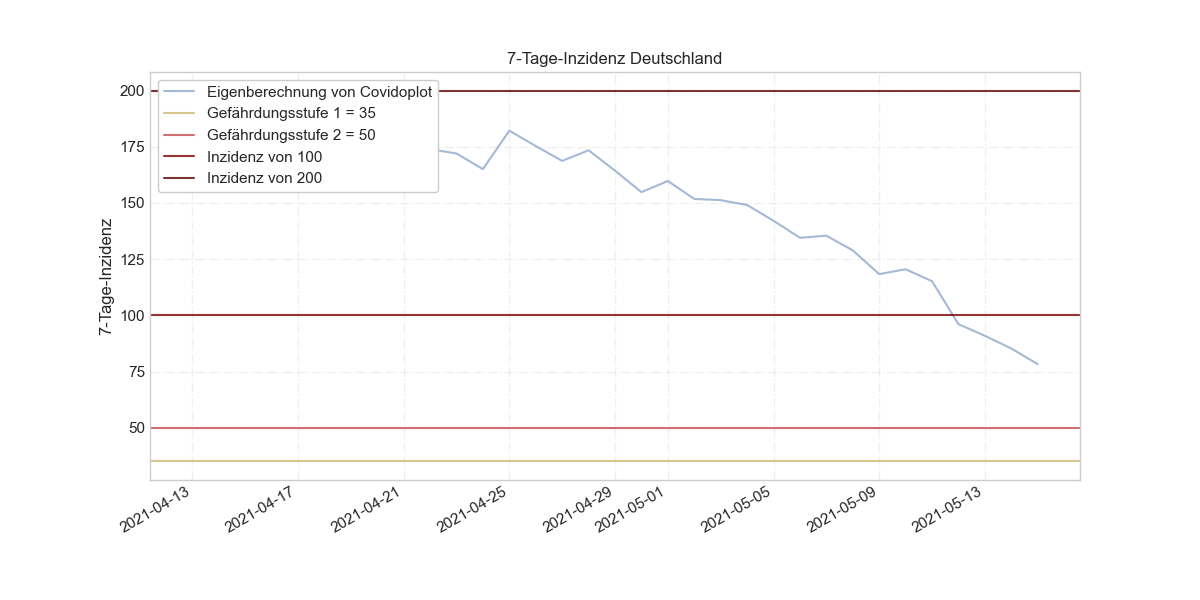 7-Tage-Inzidenz Deutschland
Eigenberechnung von Covidoplot
Gefährdungsstufe 1 = 35
Gefährdungsstufe 2 = 50
Inzidenz von 100
Inzidenz von 200
7-Tage-Inzidenz
200
175
150
125
100
75
50
2021-04-13
2021-04-17
2021-04-21
2021-04-25
2021-04-29
2021-05-01
2021-05-05
2021-05-09
2021-05-13